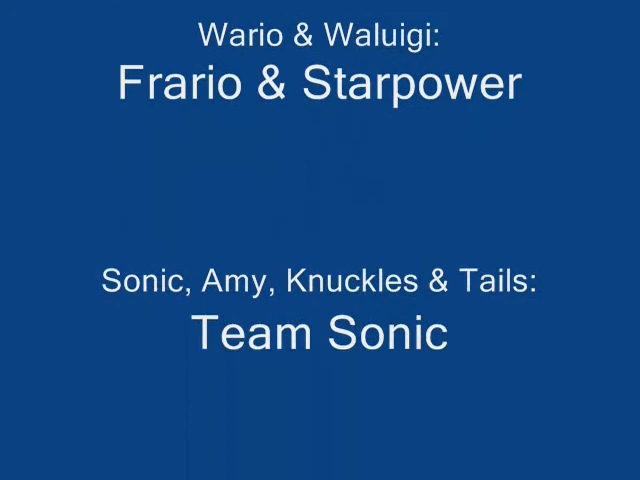 Wario & Waluigi:
Frario & Starpower
Sonic, Amy, Knuckles & Tails:
Team Sonic